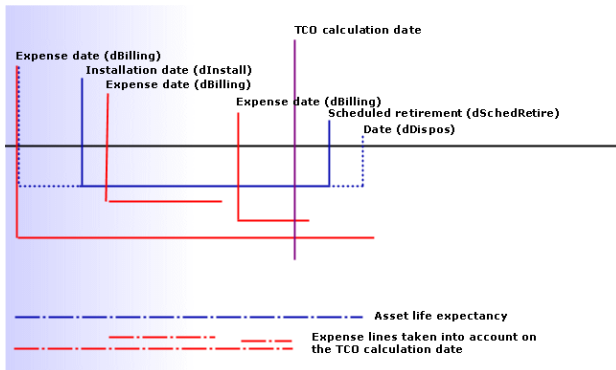 TCO calculation date
Expense date (dBilling)
Installation date (dInstall)
Expense date (dBilling)
Expense date (dBilling)
Scheduled retirement (dSchedRetire)
Date (dDispos)
Asset life expectancy
Expense lines taken into account on
the TCO calculation date